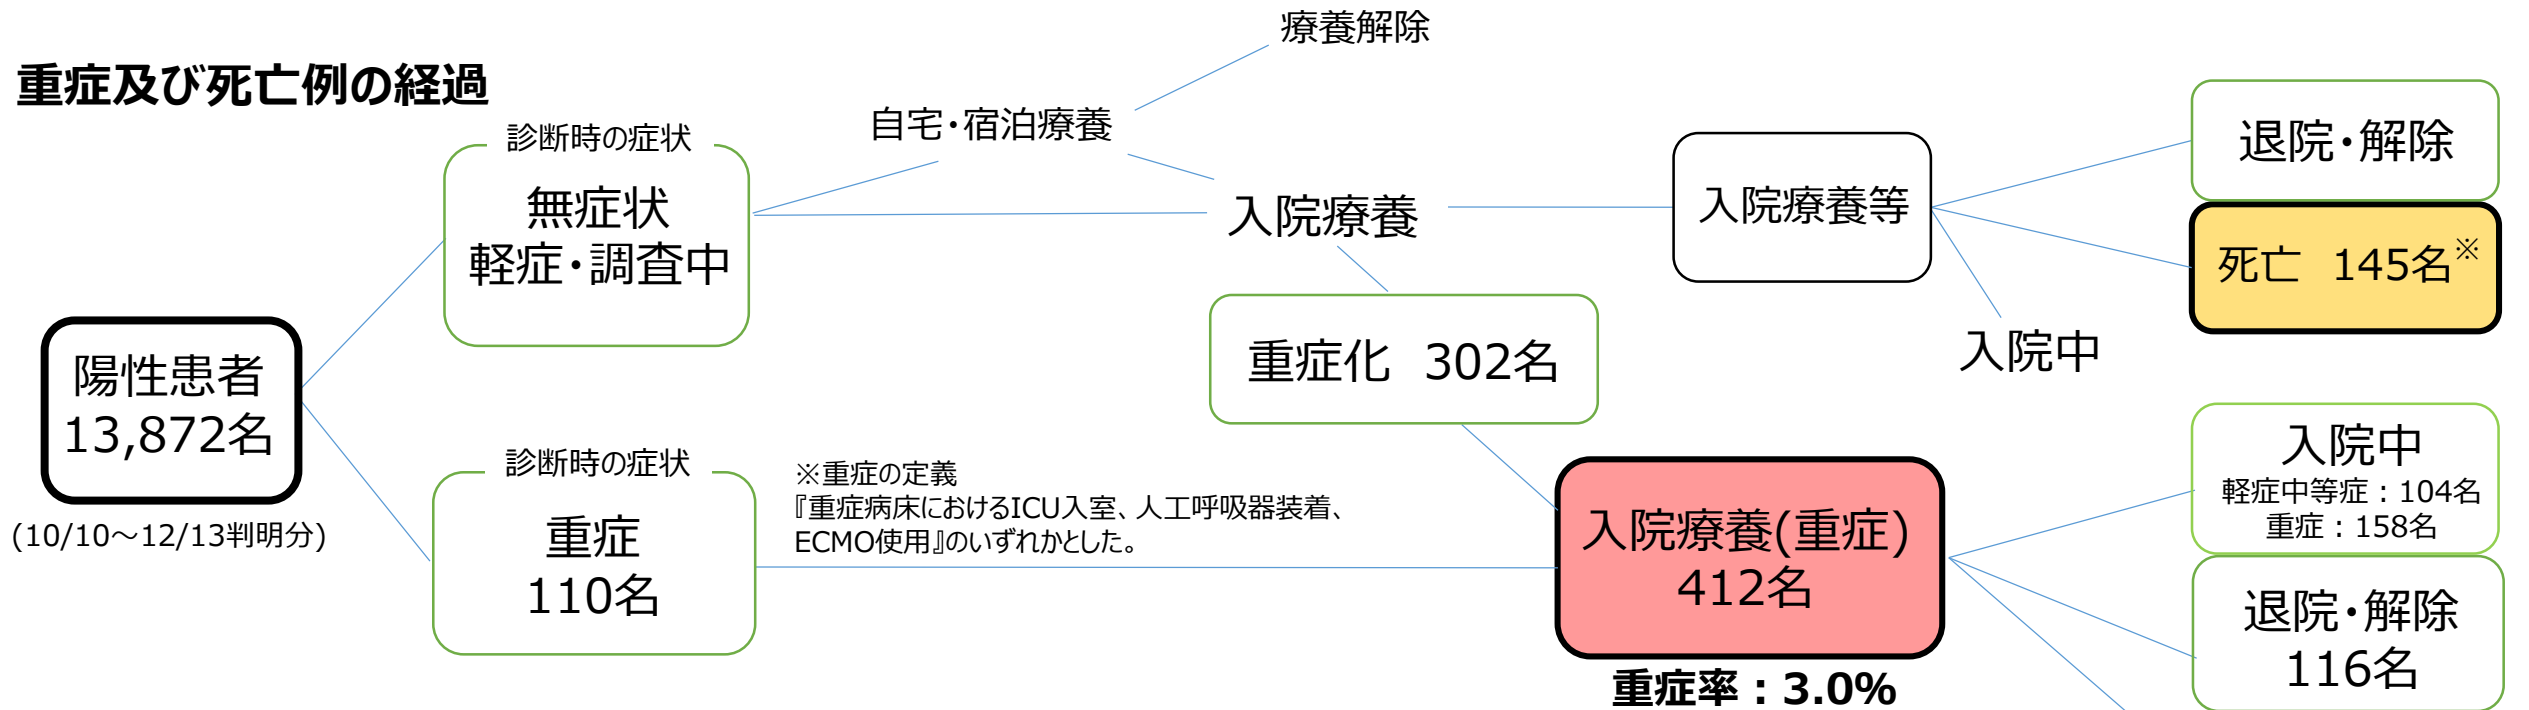 重症及び死亡例の経過
陽性患者
13,872名
(10/10～12/13判明分)
診断時の症状
無症状
軽症・調査中
診断時の症状
重症
110名
※重症の定義
『重症病床におけるICU入室、人工呼吸器装着、
ECMO使用』のいずれかとした。
自宅・宿泊療養
療養解除
入院療養
重症化　302名
入院療養等
退院・解除
死亡　145名※
入院中
入院療養(重症)
412名
重症率：3.0%
入院中
軽症中等症：104名
重症：158名
退院・解除
116名